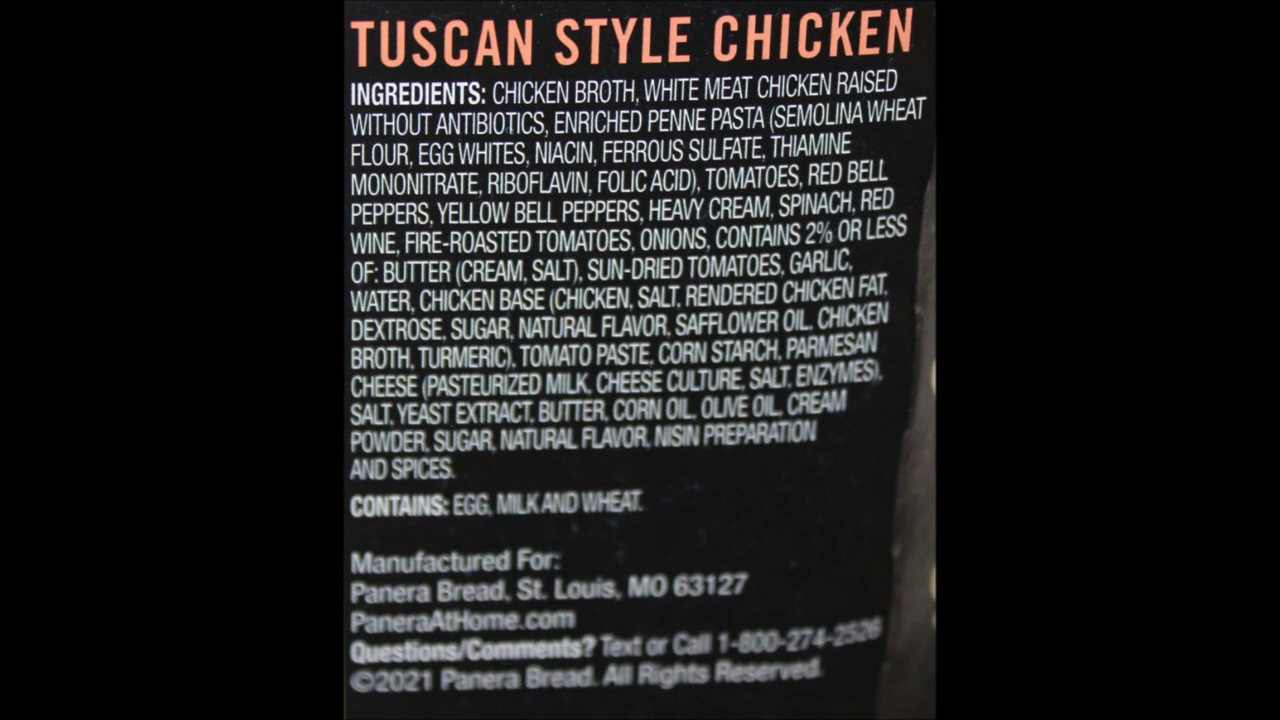 TUSCAN STYLE CHICKEN
INGREDIENTS: CHICKEN BROTH, WHITE MEAT CHICKEN RAISED
WITHOUT ANTIBIOTICS, ENRICHED PENNE PASTA (SEMOLINA WHEAT
FLOUR, EGG WHITES, NIACIN, FERROUS SULFATE, THIAMINE
MONONITRATE, RIBOFLAVIN, FOLIC ACID), TOMATOES, RED BELL
PEPPERS, YELLOW BELL PEPPERS, HEAVY CREAM, SPINACH, RED
WINE, FIRE-ROASTED TOMATOES, ONIONS, CONTAINS 2% OR LESS
OF: BUTTER (CREAM, SALT), SUN-DRIED TOMATOES, GARLIC,
WATER, CHICKEN BASE (CHICKEN, SALT, RENDERED CHICKEN FAT,
DEXTROSE, SUGAR, NATURAL FLAVOR, SAFFLOWER OIL, CHICKEN
BROTH, TURMERIC), TOMATO PASTE, CORN STARCH, PARMESAN
CHEESE (PASTEURIZED MILK, CHEESE CULTURE, SALT, ENZYMES),
SALT, YEAST EXTRACT, BUTTER, CORN OIL, OLIVE OIL, CREAM
POWDER, SUGAR, NATURAL FLAVOR, NISIN PREPARATION
AND SPICES.
CONTAINS: EGG, MILK AND WHEAT.
Manufactured For:
Panera Bread, St. Louis, MO 63127
PaneraAtHome.com
Questions/Comments? Text or Call 1-800-274-2526
©2021 Panera Bread. All Rights Reserved.